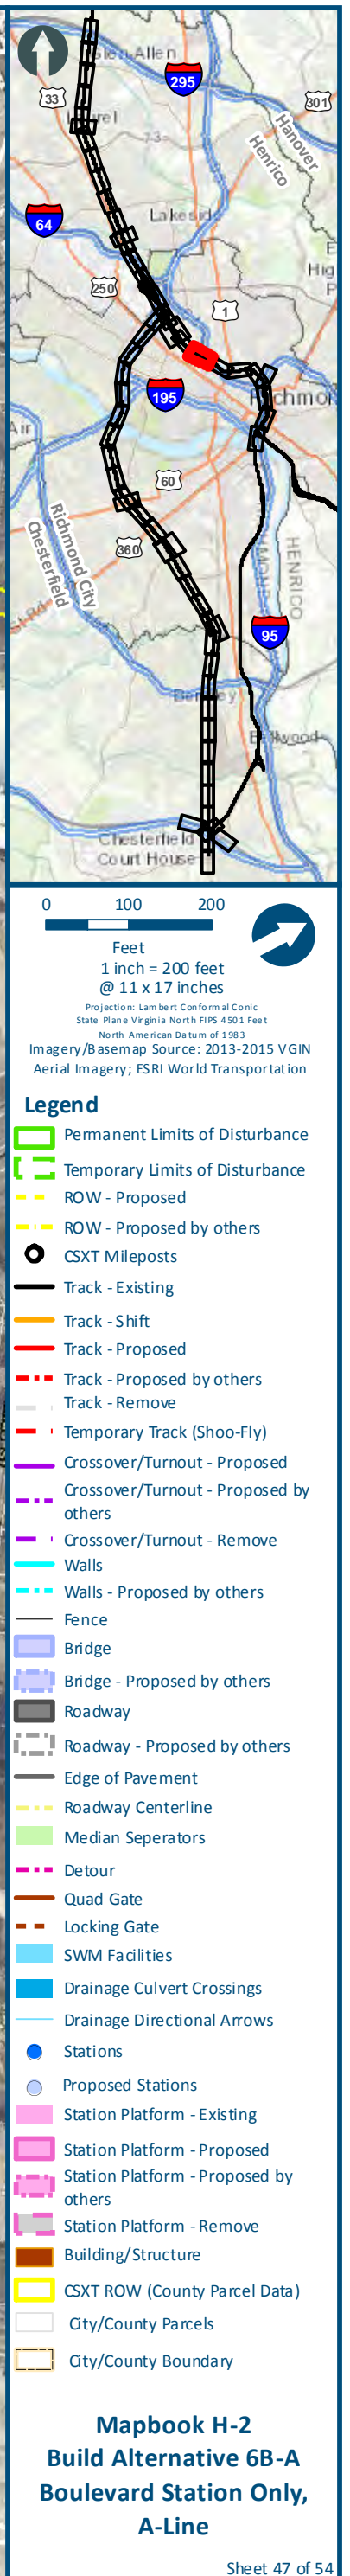 Glen Allen
295
33
301
Laurel
Hanover
Henrico
64
Lakeside
250
1
195
60
Richmond City
Chesterfield
360
HENRICO
95
Chesterfield
Court House
0 100 200
Feet
1 inch = 200 feet
@ 11 x 17 inches
Projection: Lambert Conformal Conic
State Plane Virginia North FIPS 4501 Feet
North American Datum of 1983
Imagery/Basemap Source: 2013-2015 VGIN
Aerial Imagery; ESRI World Transportation
Legend
Permanent Limits of Disturbance
Temporary Limits of Disturbance
ROW - Proposed
ROW - Proposed by others
CSXT Mileposts
Track - Existing
Track - Shift
Track - Proposed
Track - Proposed by others
Track - Remove
Temporary Track (Shoo-Fly)
Crossover/Turnout - Proposed
Crossover/Turnout - Proposed by
others
Crossover/Turnout - Remove
Walls
Walls - Proposed by others
Fence
Bridge
Bridge - Proposed by others
Roadway
Roadway - Proposed by others
Edge of Pavement
Roadway Centerline
Median Seperators
Detour
Quad Gate
Locking Gate
SWM Facilities
Drainage Culvert Crossings
Drainage Directional Arrows
Stations
Proposed Stations
Station Platform - Existing
Station Platform - Proposed
Station Platform - Proposed by
others
Station Platform - Remove
Building/Structure
CSXT ROW (County Parcel Data)
City/County Parcels
City/County Boundary
Mapbook H-2
Build Alternative 6B-A
Boulevard Station Only,
A-Line
Sheet 47 of 54